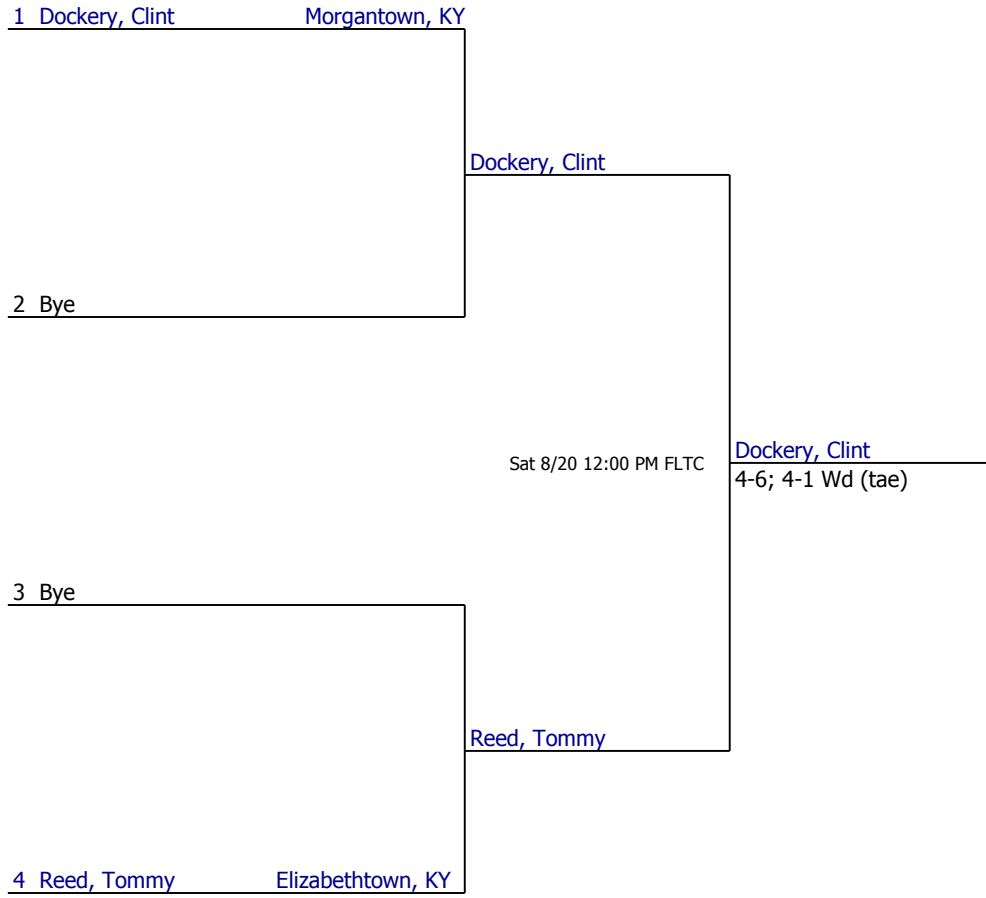 1 Dockery, Clint Morgantown, KY
Dockery, Clint
2 Bye
Sat 8/20 12:00 PM FLTC
Dockery, Clint
4-6; 4-1 Wd (tae)
3 Bye
Reed, Tommy
4 Reed, Tommy Elizabethtown, KY